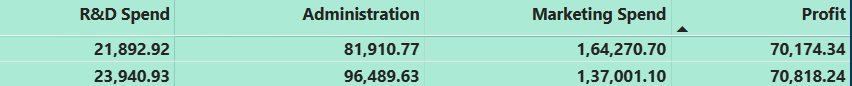 R&D Spend Administration Marketing Spend Profit
21,892.92 81,910.77 1,64,270.70 70,174.34
23,940.93 96,489.63 1,37,001.10 70,818.24